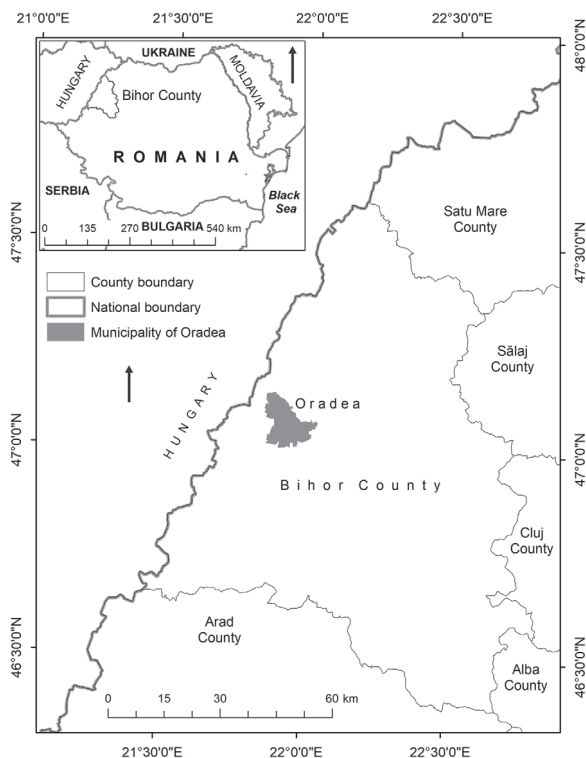 21°0'0"E 21°30'0"E 22°0'0"E 22°30'0"E
48°0'0"N
UKRAINE
HUNGARY
MOLDAVIA
Bihor County
ROMANIA
SERBIA
Black
Sea
BULGARIA
0 135 270 540 km
47°30'0"N
47°30'0"N
Satu Mare
County
County boundary
National boundary
Municipality of Oradea
Sălaj
County
HUNGARY
Oradea
47°0'0"N
47°0'0"N
Bihor County
Cluj
County
Arad
County
46°30'0"N
46°30'0"N
Alba
County
0 15 30 60 km
21°30'0"E 22°0'0"E 22°30'0"E